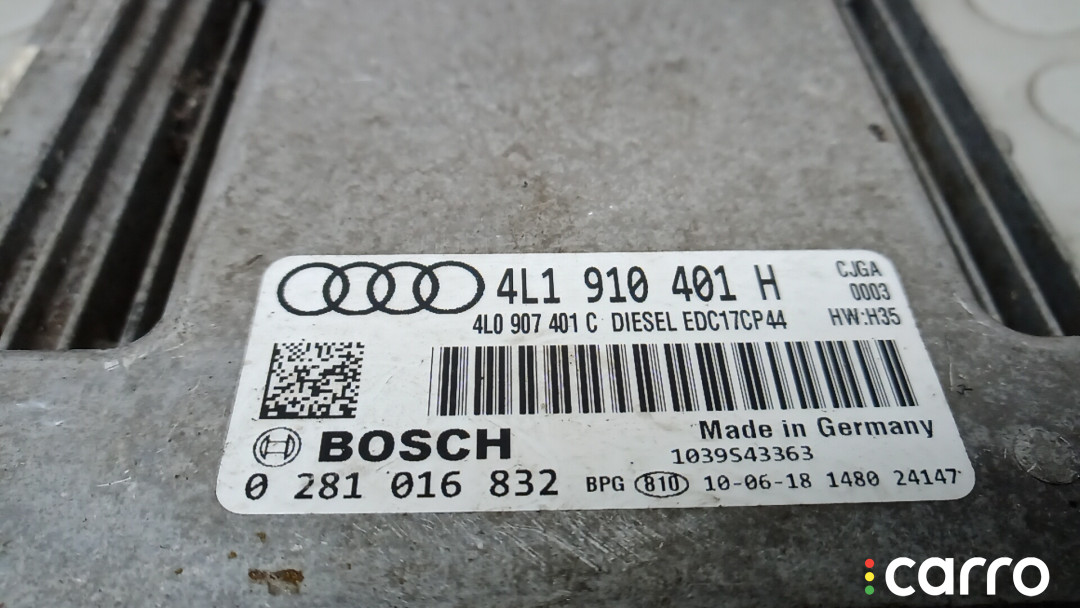 4L1 910 401 H
CJGA
0003
4L0 907 401 C DIESEL EDC17CP44
HW:H35
BOSCH
Made in Germany
1039S43363
0 281 016 832
BPG 810 10-06-18 1480 24147
carro